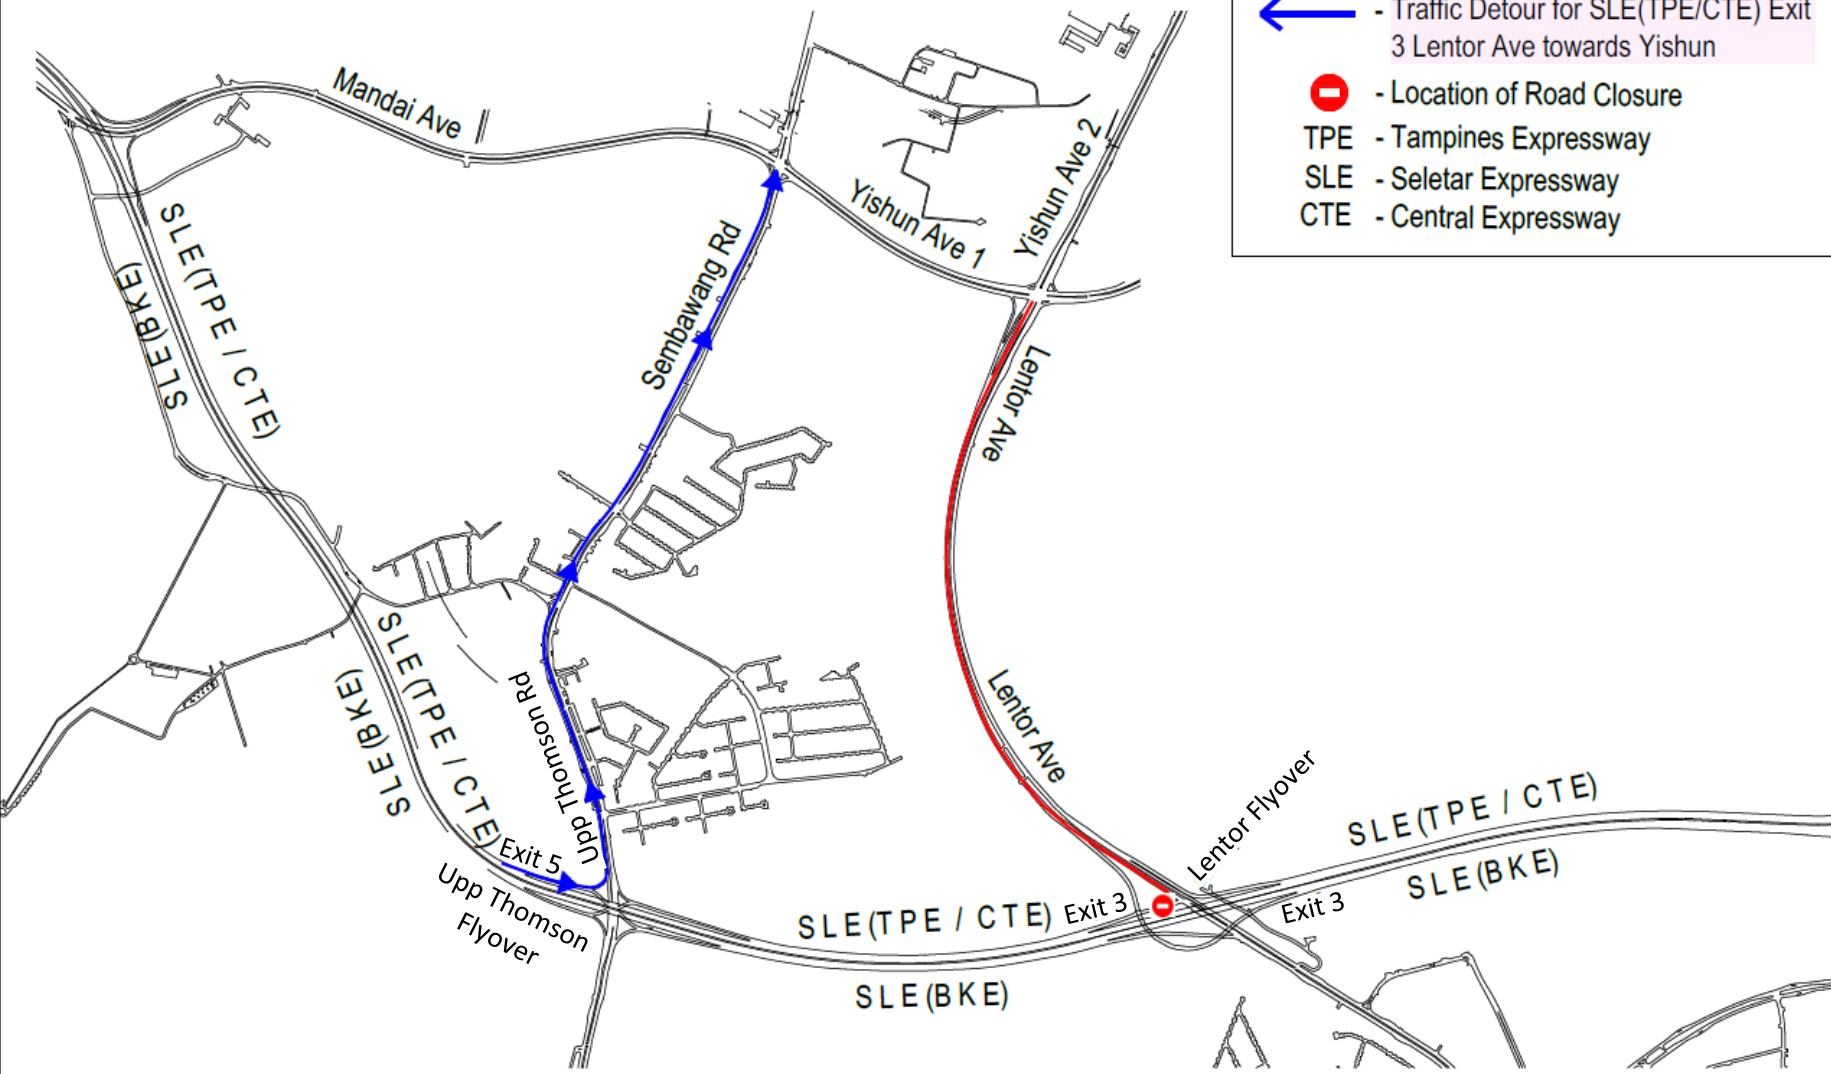 - Traffic Detour for SLE(TPE/CTE) Exit
3 Lentor Ave towards Yishun
- Location of Road Closure
TPE - Tampines Expressway
SLE - Seletar Expressway
CTE - Central Expressway
Mandai Ave
Yishun Ave 2
Yishun Ave 1
Sembawang Rd
SLE(TPE / CTE)
SLE(BKE)
Lentor Ave
SLE(TPE / CTE)
SLE(BKE)
Upp Thomson Rd
Lentor Ave
Lentor Flyover
Exit 5
Upp Thomson
Flyover
SLE(TPE / CTE)
SLE(BKE)
SLE(TPE / CTE)
Exit 3
Exit 3
SLE(BKE)